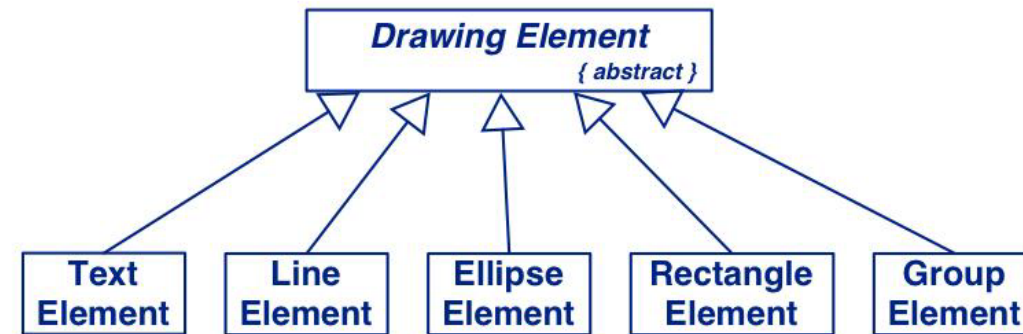 Drawing Element
{ abstract }
Text
Element
Line
Element
Ellipse
Element
Rectangle
Element
Group
Element